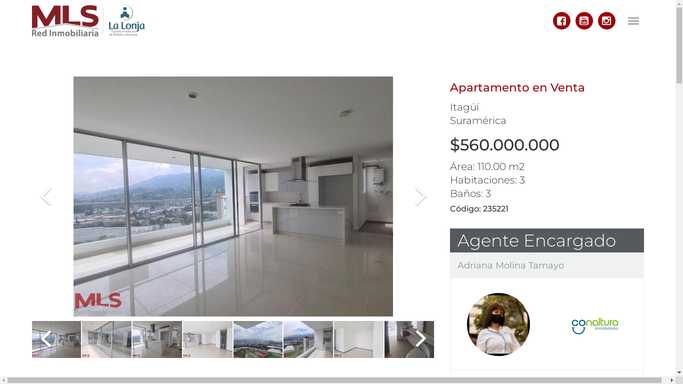 MLS
Red Inmobiliaria
La Lonja
Apartamento en Venta
Itagüí
Suramérica
$560.000.000
Área: 110.00 m2
Habitaciones: 3
Baños: 3
Código: 235221
MLS
Agente Encargado
Adriana Molina Tamayo
conaltura